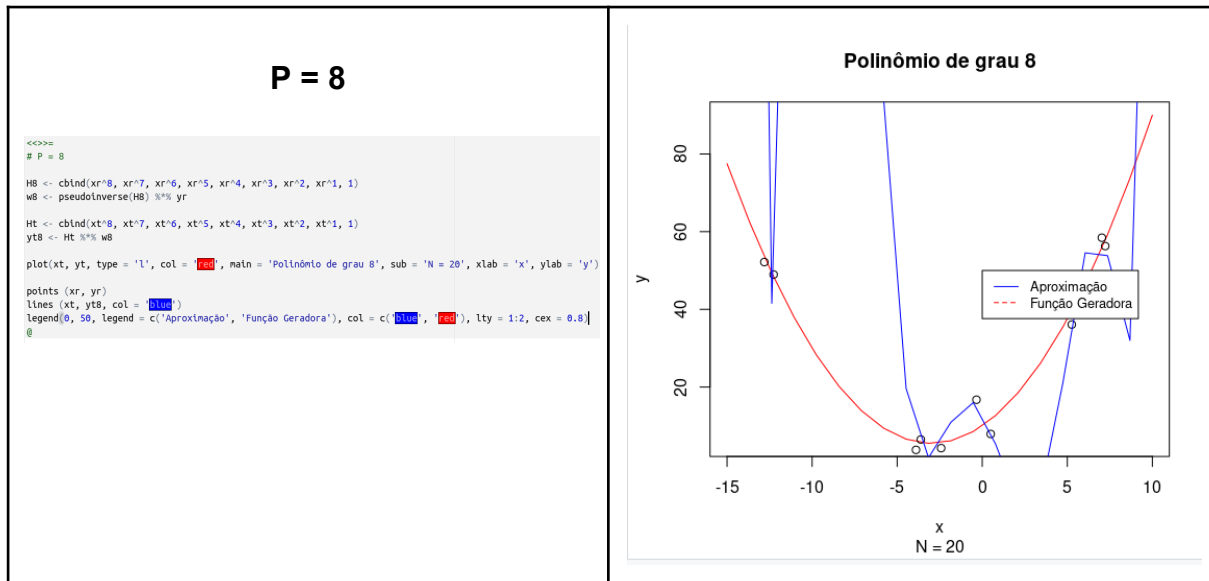 P = 8
<<>>=
# P = 8
H8 <- cbind(xr^8, xr^7, xr^6, xr^5, xr^4, xr^3, xr^2, xr^1, 1)
w8 <- pseudoinverse(H8) %*% yr
Ht <- cbind(xt^8, xt^7, xt^6, xt^5, xt^4, xt^3, xt^2, xt^1, 1)
yt8 <- Ht %*% w8
plot(xt, yt, type = 'l', col = 'red', main = 'Polinômio de grau 8', sub = 'N = 20', xlab = 'x', ylab = 'y')
points (xr, yr)
lines (xt, yt8, col = 'blue')
legend(0, 50, legend = c('Aproximação', 'Função Geradora'), col = c('blue', 'red'), lty = 1:2, cex = 0.8)
@
Polinômio de grau 8
80
60
40
20
y
Aproximação
Função Geradora
-15 -10 -5 0 5 10
x
N = 20